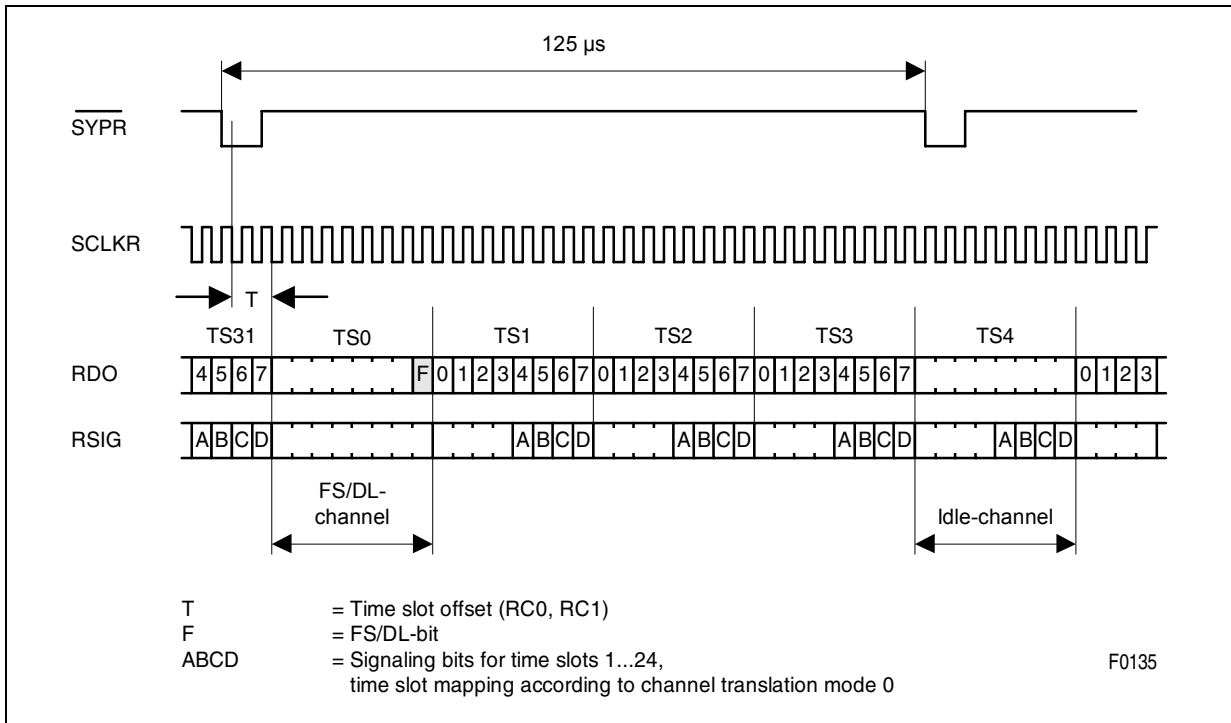 125 µs
SYPR
SCLKR
T
TS31 TS0 TS1 TS2 TS3 TS4
RDO 4 5 6 7 F 0 1 2 3 4 5 6 7 0 1 2 3 4 5 6 7 0 1 2 3 4 5 6 7 0 1 2 3
RSIG A B C D A B C D A B C D A B C D A B C D
FS/DL-
channel
Idle-channel
T = Time slot offset (RC0, RC1)
F = FS/DL-bit
ABCD = Signaling bits for time slots 1...24,
time slot mapping according to channel translation mode 0
F0135